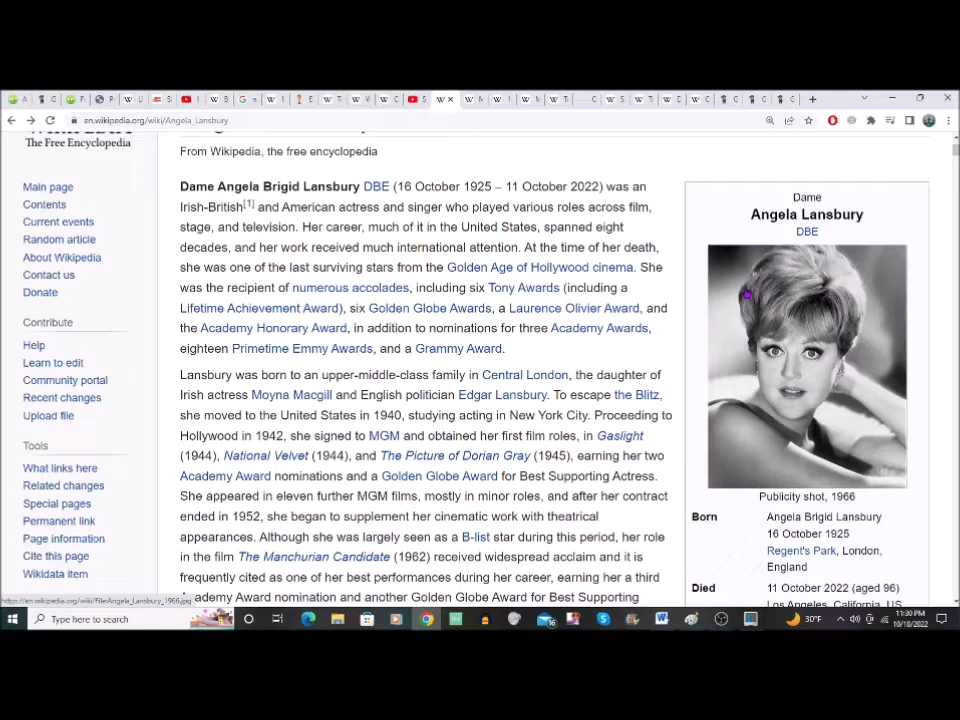 en.wikipedia.org/wiki/Angela_Lansbury
The Free Encyclopedia
Main page
Contents
Current events
Random article
About Wikipedia
Contact us
Donate
Contribute
Help
Learn to edit
Community portal
Recent changes
Upload file
Tools
What links here
Related changes
Special pages
Permanent link
Page information
Cite this page
Wikidata item
From Wikipedia, the free encyclopedia
Dame Angela Brigid Lansbury DBE (16 October 1925 – 11 October 2022) was an
Irish-British[1] and American actress and singer who played various roles across film,
stage, and television. Her career, much of it in the United States, spanned eight
decades, and her work received much international attention. At the time of her death,
she was one of the last surviving stars from the Golden Age of Hollywood cinema. She
was the recipient of numerous accolades, including six Tony Awards (including a
Lifetime Achievement Award), six Golden Globe Awards, a Laurence Olivier Award, and
the Academy Honorary Award, in addition to nominations for three Academy Awards,
eighteen Primetime Emmy Awards, and a Grammy Award.
Lansbury was born to an upper-middle-class family in Central London, the daughter of
Irish actress Moyna Macgill and English politician Edgar Lansbury. To escape the Blitz,
she moved to the United States in 1940, studying acting in New York City. Proceeding to
Hollywood in 1942, she signed to MGM and obtained her first film roles, in Gaslight
(1944), National Velvet (1944), and The Picture of Dorian Gray (1945), earning her two
Academy Award nominations and a Golden Globe Award for Best Supporting Actress.
She appeared in eleven further MGM films, mostly in minor roles, and after her contract
ended in 1952, she began to supplement her cinematic work with theatrical
appearances. Although she was largely seen as a B-list star during this period, her role
in the film The Manchurian Candidate (1962) received widespread acclaim and it is
frequently cited as one of her best performances during her career, earning her a third
Academy Award nomination and another Golden Globe Award for Best Supporting
Dame
Angela Lansbury
DBE
Publicity shot, 1966
Born
Angela Brigid Lansbury
16 October 1925
Regent's Park, London,
England
Died
11 October 2022 (aged 96)
Los Angeles, California, US
https://en.wikipedia.org/wiki/File:Angela_Lansbury_1966.jpg
Type here to search
16
30°F
11:30 PM
10/18/2022